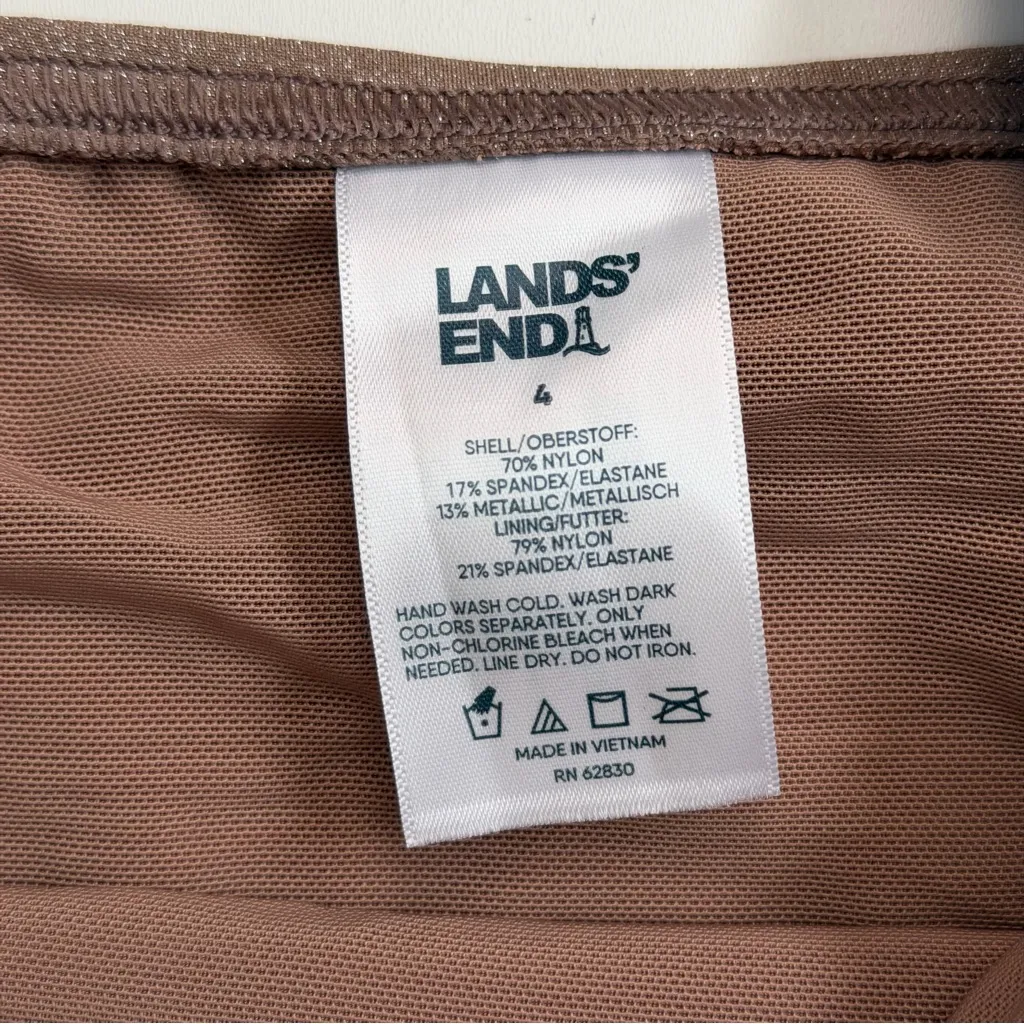 LANDS’
END
4
SHELL/OBERSTOFF:
70% NYLON
17% SPANDEX/ELASTANE
13% METALLIC/METALLISCH
LINING/FUTTER:
79% NYLON
21% SPANDEX/ELASTANE
HAND WASH COLD. WASH DARK
COLORS SEPARATELY. ONLY
NON-CHLORINE BLEACH WHEN
NEEDED. LINE DRY. DO NOT IRON.
MADE IN VIETNAM
RN 62830